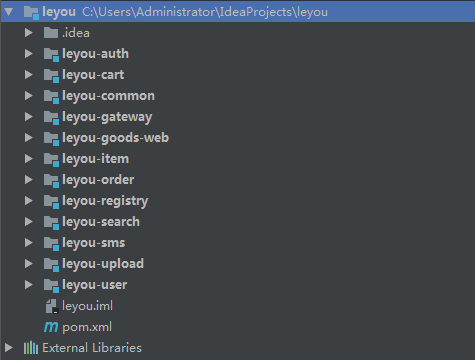 leyou C:\Users\Administrator\IdeaProjects\leyou
.idea
leyou-auth
leyou-cart
leyou-common
leyou-gateway
leyou-goods-web
leyou-item
leyou-order
leyou-registry
leyou-search
leyou-sms
leyou-upload
leyou-user
leyou.iml
m pom.xml
External Libraries